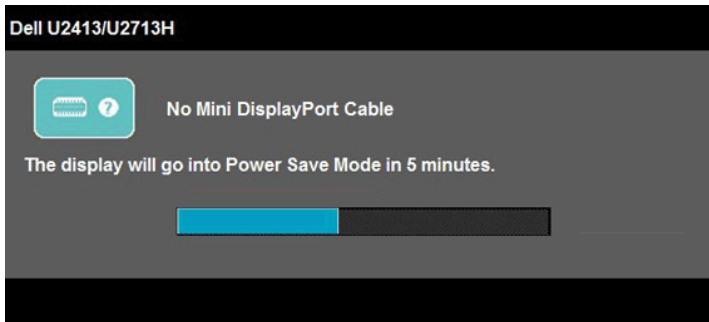 Dell U2413/U2713H
?
No Mini DisplayPort Cable
The display will go into Power Save Mode in 5 minutes.